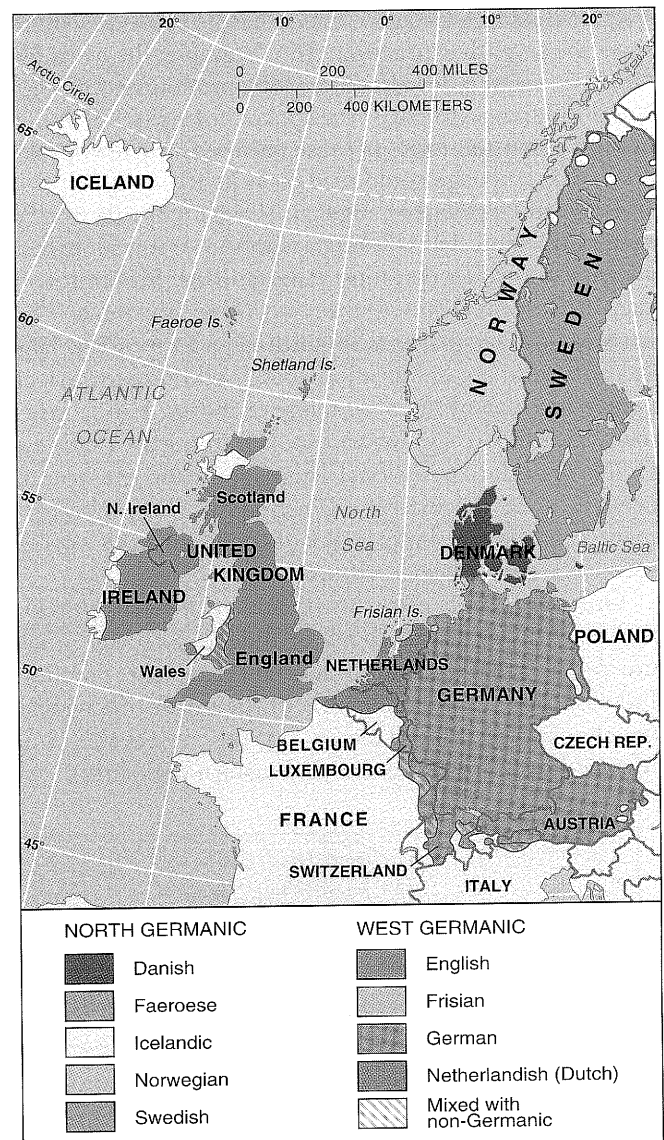 20°
10°
0°
10°
20°
Arctic Circle
0 200 400 MILES
0 200 400 KILOMETERS
65°
ICELAND
NORWAY
SWEDEN
60°
Faeroe Is.
Shetland Is.
ATLANTIC
OCEAN
55°
Scotland
N. Ireland
North
Sea
UNITED
KINGDOM
DENMARK
Baltic Sea
IRELAND
Frisian Is.
POLAND
Wales
England
NETHERLANDS
50°
GERMANY
BELGIUM
CZECH REP.
LUXEMBOURG
FRANCE
AUSTRIA
45°
SWITZERLAND
ITALY
NORTH GERMANIC
Danish
Faeroese
Icelandic
Norwegian
Swedish
WEST GERMANIC
English
Frisian
German
Netherlandish (Dutch)
Mixed with
non-Germanic